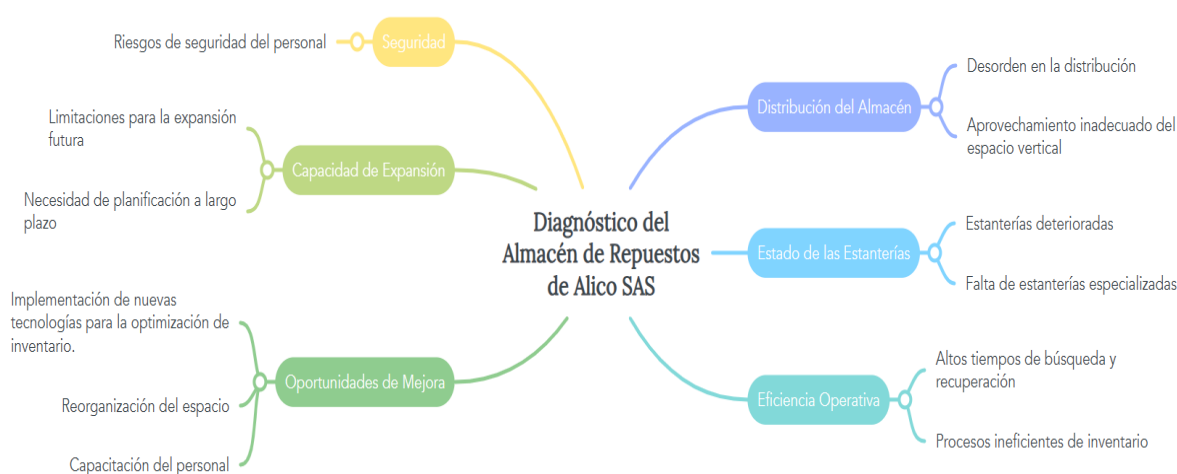 Diagnóstico del
Almacén de Repuestos
de Alico SAS
Seguridad
Riesgos de seguridad del personal
Capacidad de Expansión
Limitaciones para la expansión
futura
Necesidad de planificación a largo
plazo
Oportunidades de Mejora
Implementación de nuevas
tecnologías para la optimización de
inventario.
Reorganización del espacio
Capacitación del personal
Distribución del Almacén
Desorden en la distribución
Aprovechamiento inadecuado del
espacio vertical
Estado de las Estanterías
Estanterías deterioradas
Falta de estanterías especializadas
Eficiencia Operativa
Altos tiempos de búsqueda y
recuperación
Procesos ineficientes de inventario